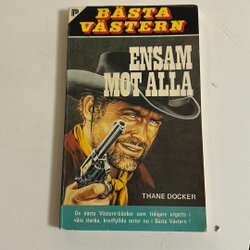 BÄSTA
VÄSTERN
ENSAM
MOT ALLA
THANE DOCKER
De bästa Västern-böcker som tidigare utgetts i
våra starka, kruttfyllda serier nu i Bästa Västern !